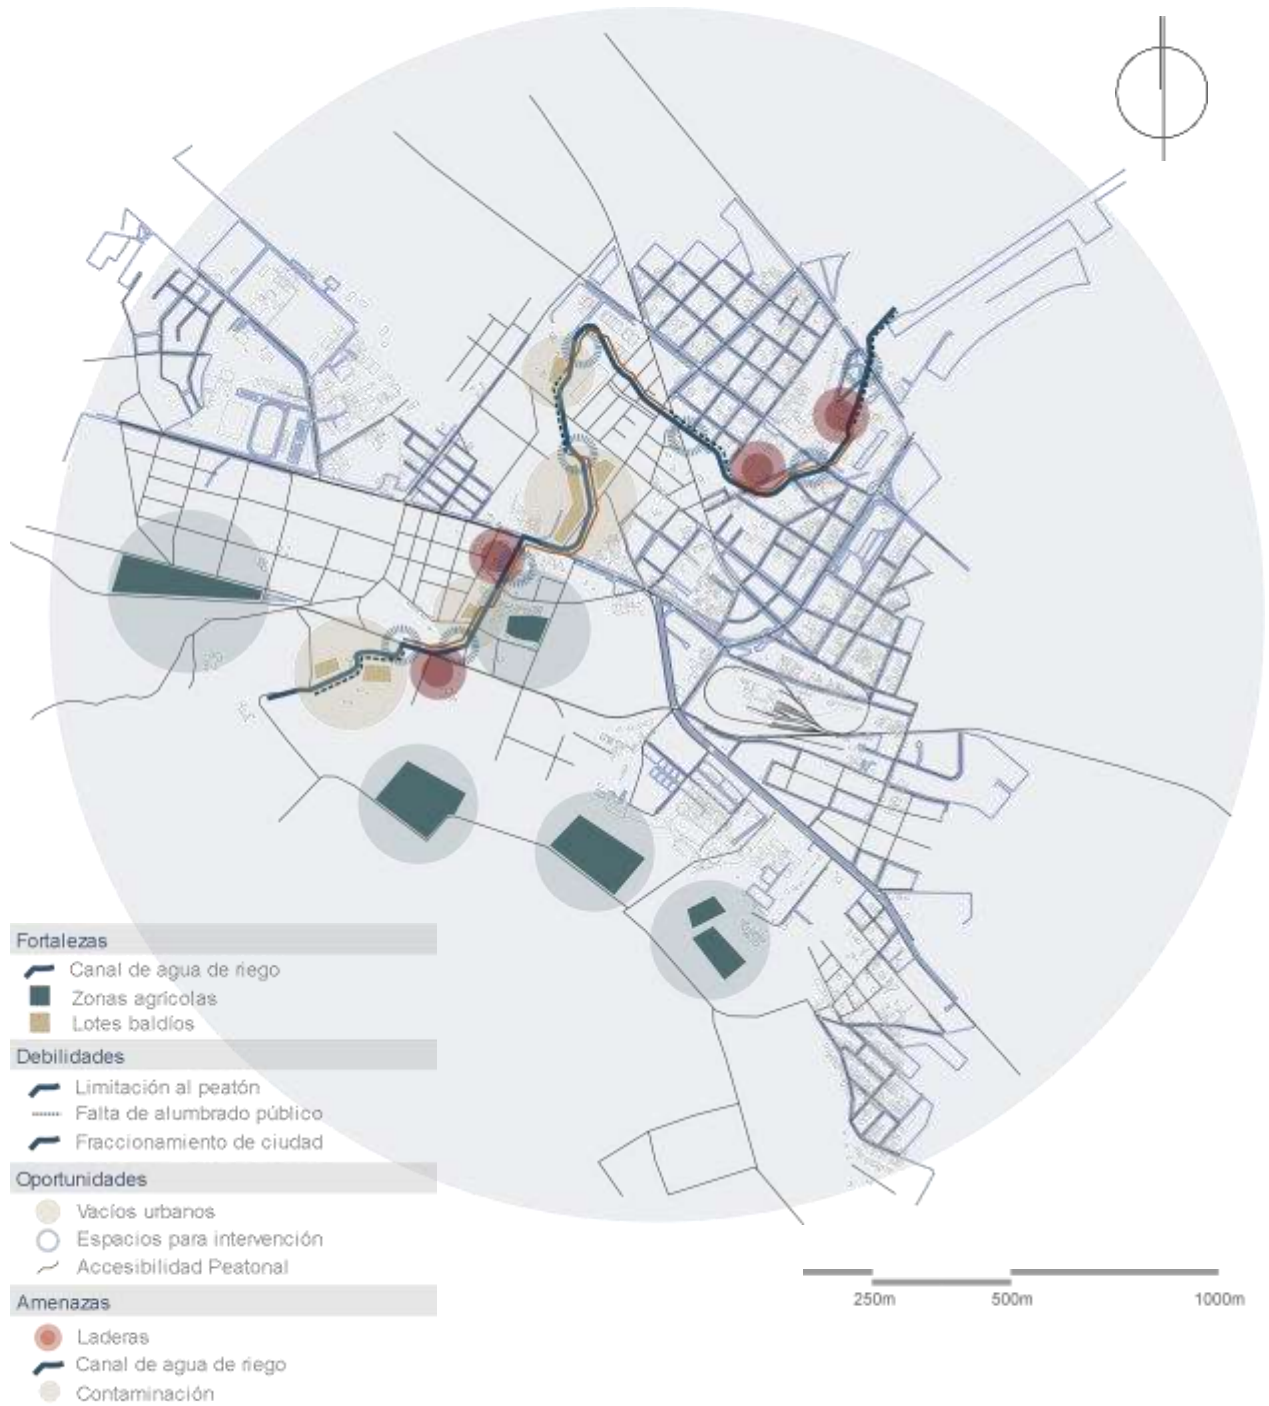 Fortalezas
Canal de agua de riego
Zonas agrícolas
Lotes baldíos
Debilidades
Limitación al peatón
Falta de alumbrado público
Fraccionamiento de ciudad
Oportunidades
Vacíos urbanos
Espacios para intervención
Accesibilidad Peatonal
Amenazas
Laderas
Canal de agua de riego
Contaminación
250m 500m 1000m